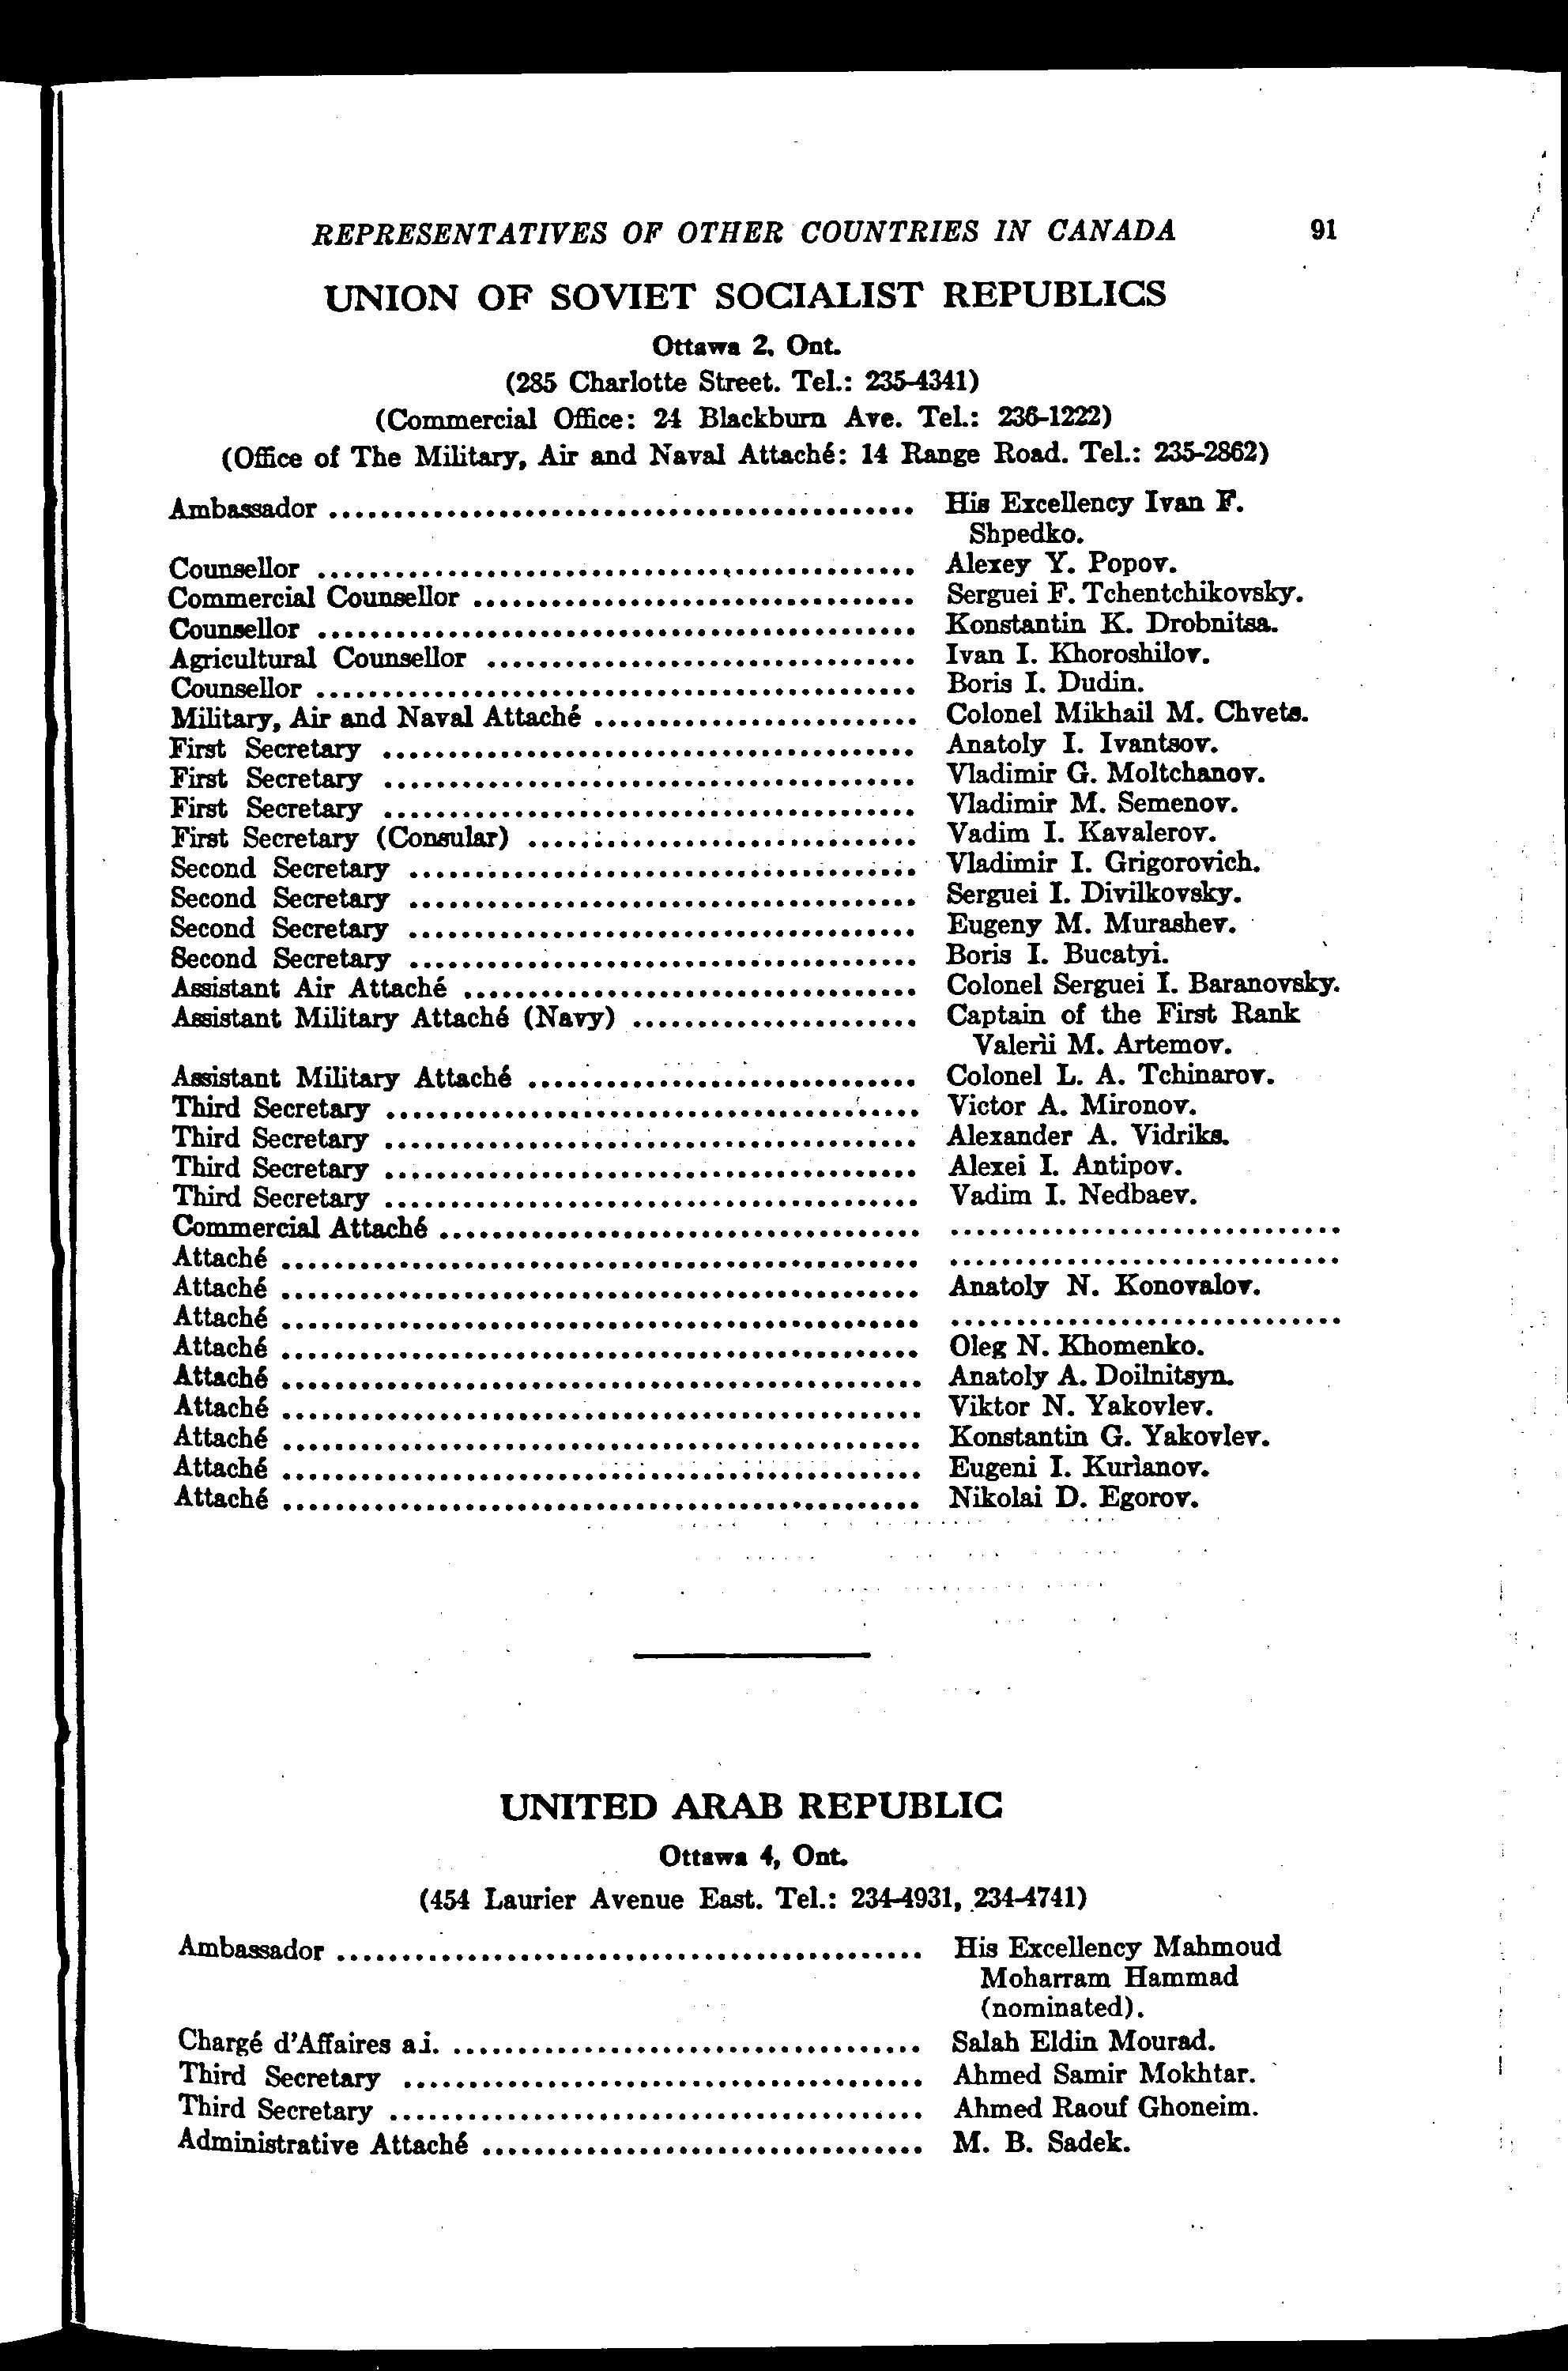 REPRESENTATIVES OF OTHER COUNTRIES IN CANADA 91
UNION OF SOVIET SOCIALIST REPUBLICS
Ottawa 2, Ont.
(285 Charlotte Street. Tel.: 235-4341)
(Commercial Office: 24 Blackburn Ave. Tel.: 236-1222)
(Office of The Military, Air and Naval Attaché: 14 Range Road. Tel.: 235-2862)
Ambassador ............................................. His Excellency Ivan F.
Shpedko.
Counsellor ............................................. Alexey Y. Popov.
Commercial Counsellor .................................. Serguei F. Tchentchikovsky.
Counsellor ............................................. Konstantin K. Drobnitsa.
Agricultural Counsellor ................................. Ivan I. Khoroshilov.
Counsellor ............................................. Boris I. Dudin.
Military, Air and Naval Attaché ......................... Colonel Mikhail M. Chvets.
First Secretary ......................................... Anatoly I. Ivantsov.
First Secretary ......................................... Vladimir G. Moltchanov.
First Secretary ......................................... Vladimir M. Semenov.
First Secretary (Consular) .............................. Vadim I. Kavalerov.
Second Secretary ....................................... Vladimir I. Grigorovich.
Second Secretary ....................................... Serguei I. Divilkovsky.
Second Secretary ....................................... Eugeny M. Murashev.
Second Secretary ....................................... Boris I. Bucatyi.
Assistant Air Attaché ................................... Colonel Serguei I. Baranovsky.
Assistant Military Attaché (Navy) ...................... Captain of the First Rank
Valerii M. Artemov.
Assistant Military Attaché .............................. Colonel L. A. Tchinarov.
Third Secretary ......................................... Victor A. Mironov.
Third Secretary ......................................... Alexander A. Vidriks.
Third Secretary ......................................... Alexei I. Antipov.
Third Secretary ......................................... Vadim I. Nedbaev.
Commercial Attaché ..................................... ..............................
Attaché ................................................. ..............................
Attaché ................................................. Anatoly N. Konovalov.
Attaché ................................................. ..............................
Attaché ................................................. Oleg N. Khomenko.
Attaché ................................................. Anatoly A. Doilnitsyn.
Attaché ................................................. Viktor N. Yakovlev.
Attaché ................................................. Konstantin G. Yakovlev.
Attaché ................................................. Eugeni I. Kurianov.
Attaché ................................................. Nikolai D. Egorov.
UNITED ARAB REPUBLIC
Ottawa 4, Ont.
(454 Laurier Avenue East. Tel.: 234-4931, 234-4741)
Ambassador ............................................. His Excellency Mahmoud
Moharram Hammad
(nominated).
Chargé d'Affaires a.i. .................................... Salah Eldin Mourad.
Third Secretary ........................................ Ahmed Samir Mokhtar.
Third Secretary ......................................... Ahmed Raouf Ghoneim.
Administrative Attaché .................................. M. B. Sadek.